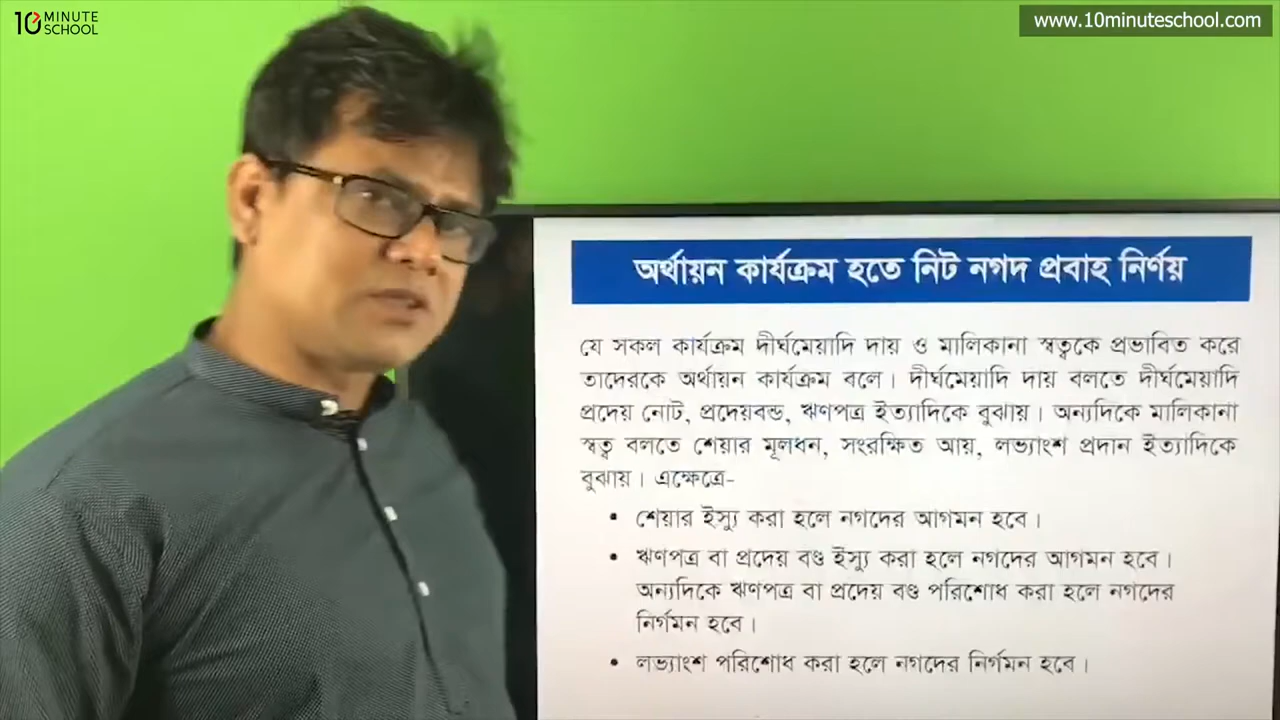 10 MINUTE SCHOOL
www.10minuteschool.com
অর্থায়ন কার্যক্রম হতে নিট নগদ প্রবাহ নির্ণয়
যে সকল কার্যক্রম দীর্ঘমেয়াদি দায় ও মালিকানা স্বত্বকে প্রভাবিত করে
তাদেরকে অর্থায়ন কার্যক্রম বলে। দীর্ঘমেয়াদি দায় বলতে দীর্ঘমেয়াদি
প্রদেয় নোট, প্রদেয়বন্ড, ঋণপত্র ইত্যাদিকে বুঝায়। অন্যদিকে মালিকানা
স্বত্ব বলতে শেয়ার মূলধন, সংরক্ষিত আয়, লভ্যাংশ প্রদান ইত্যাদিকে
বুঝায়। এক্ষেত্রে-
• শেয়ার ইস্যু করা হলে নগদের আগমন হবে।
• ঋণপত্র বা প্রদেয় বণ্ড ইস্যু করা হলে নগদের আগমন হবে।
অন্যদিকে ঋণপত্র বা প্রদেয় বণ্ড পরিশোধ করা হলে নগদের
নির্গমন হবে।
• লভ্যাংশ পরিশোধ করা হলে নগদের নির্গমন হবে।